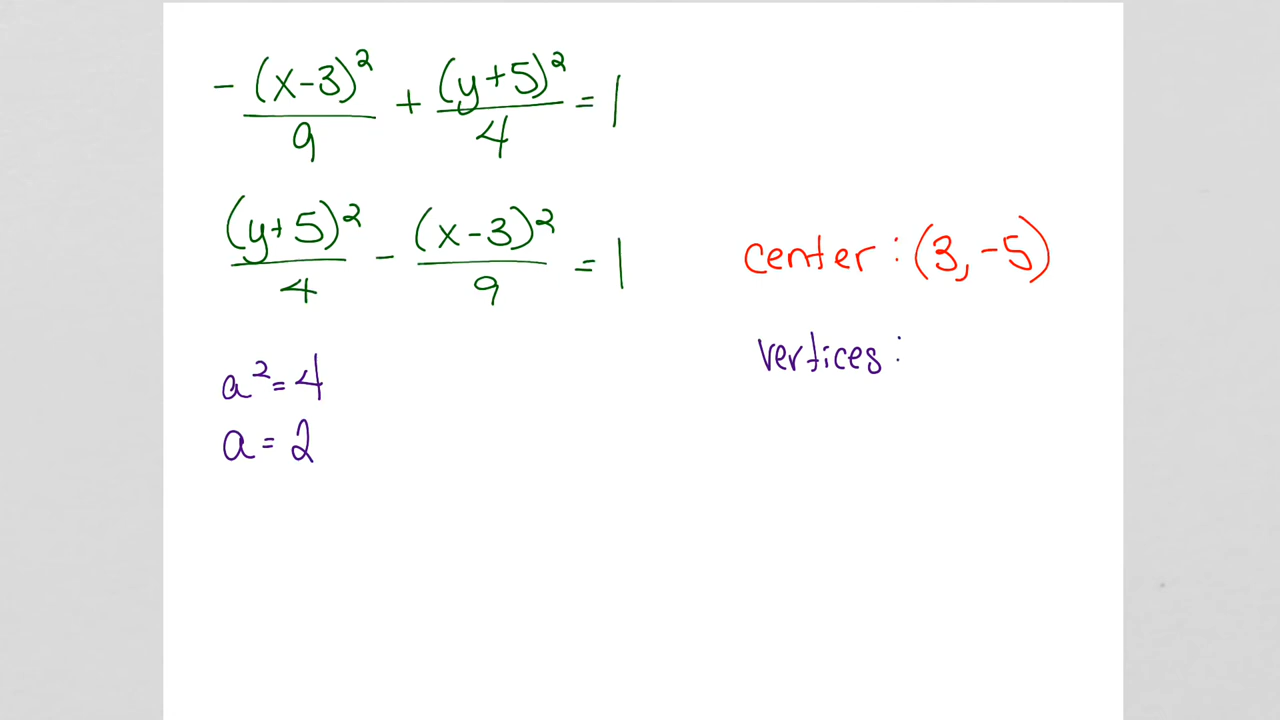 -(x-3)²/9 + (y+5)²/4 = 1
(y+5)²/4 - (x-3)²/9 = 1
center : (3, -5)
vertices :
a² = 4
a = 2